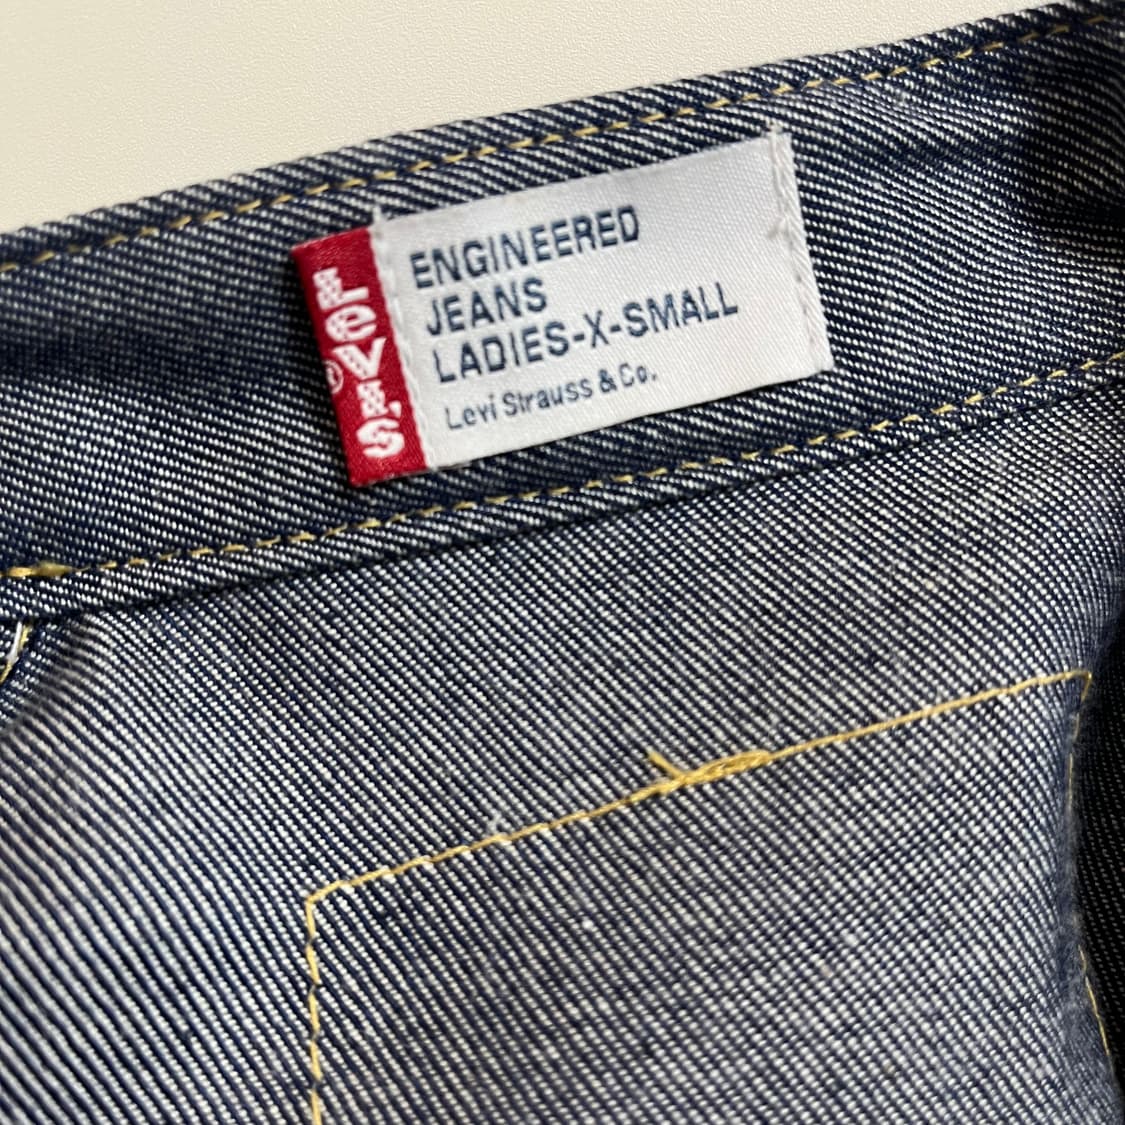 LEVI'S
©
ENGINEERED
JEANS
LADIES-X-SMALL
Levi Strauss & Co.